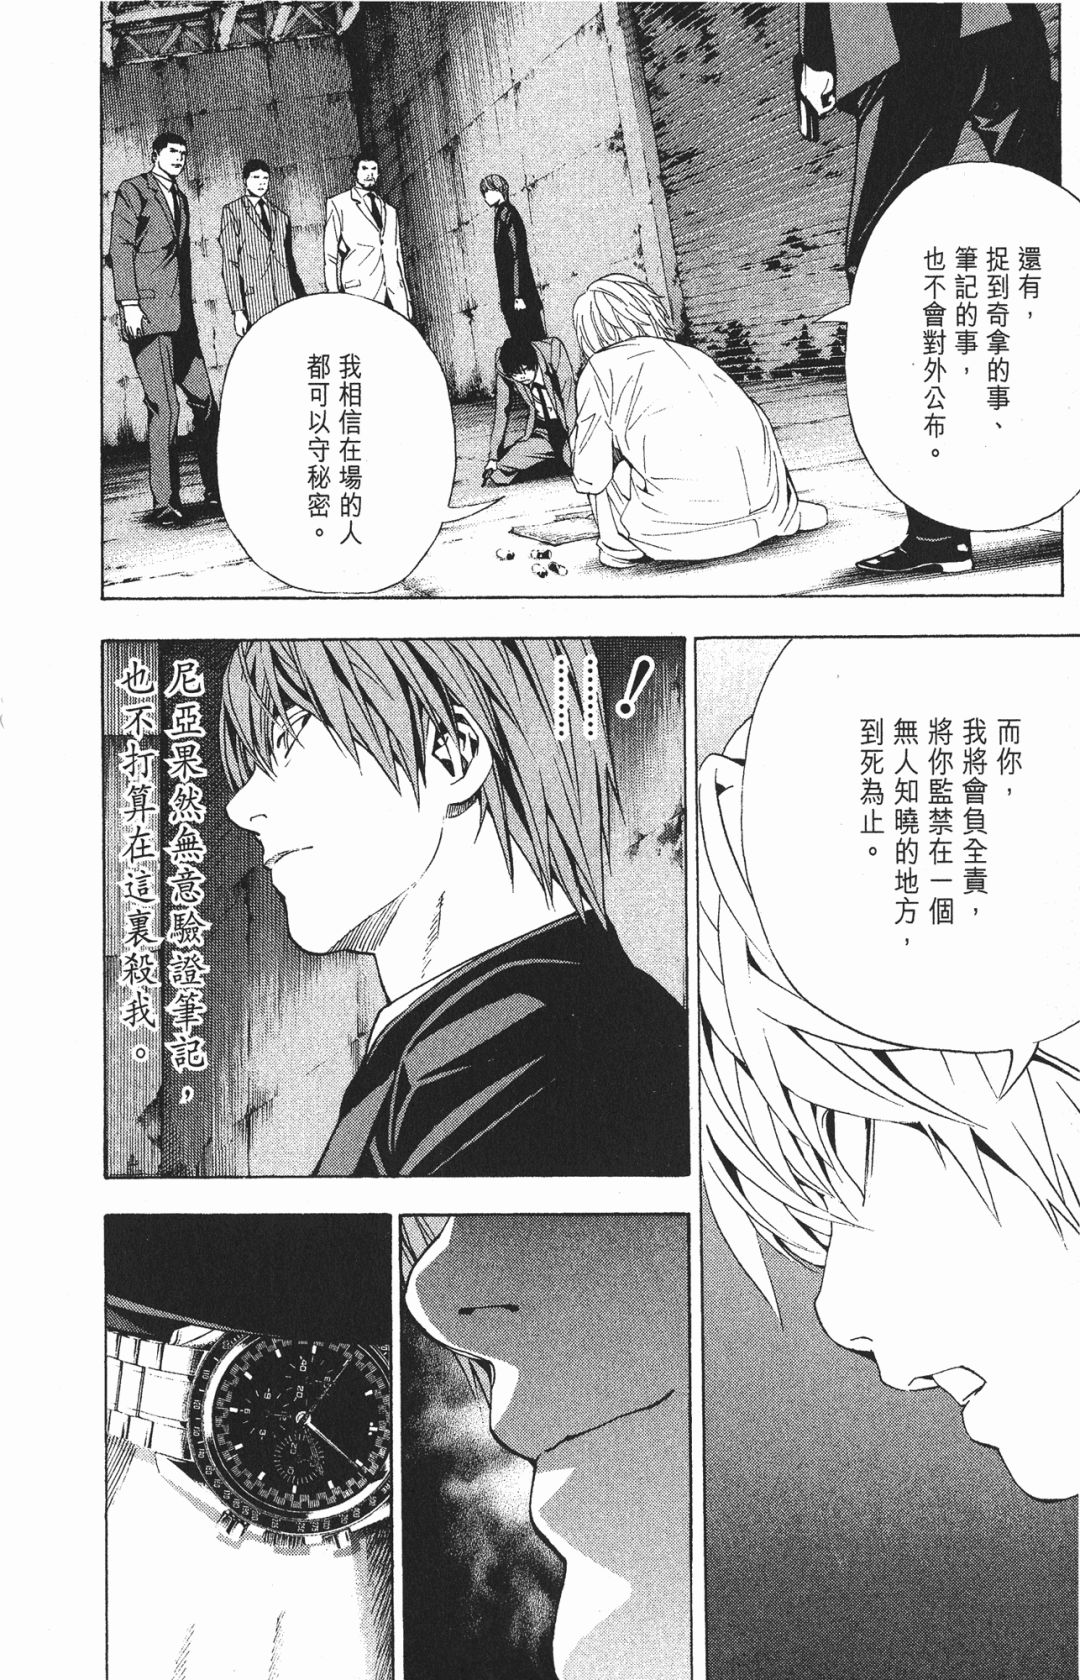 還有，
捉到奇拿的事、
筆記的事，
也不會對外公布。
我相信在場的人
都可以守秘密。
而你，
我將會負全責，
將你監禁在一個
無人知曉的地方，
到死為止。
！
…………
…………
尼亞果然無意驗證筆記，
也不打算在這裏殺我。